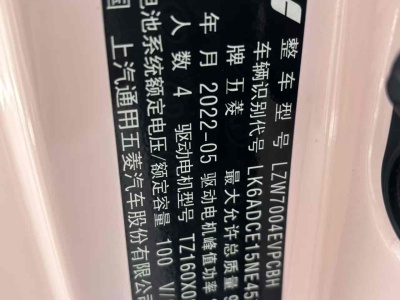 整车型号 LZW7004EVPCBH
车辆识别代号 LK6ADCE15NE45
牌 五菱 最大允许总质量
年 月 2022-05 驱动电机峰值功率
人数 4 驱动电机型号 TZ160X0
电池系统额定电压/额定容量 100 V/
国 上汽通用五菱汽车股份有限公司